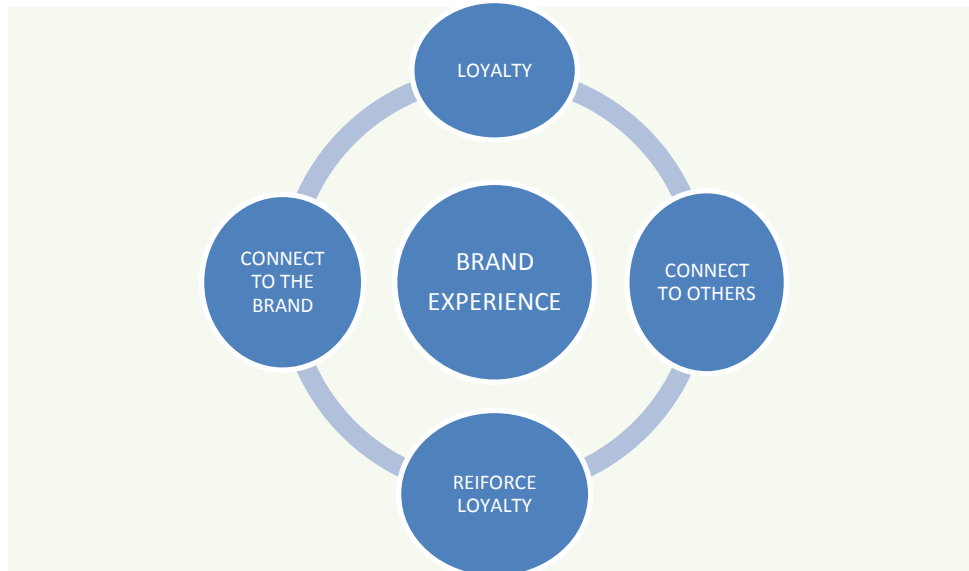 LOYALTY
CONNECT
TO THE
BRAND
BRAND
EXPERIENCE
CONNECT
TO OTHERS
REIFORCE
LOYALTY